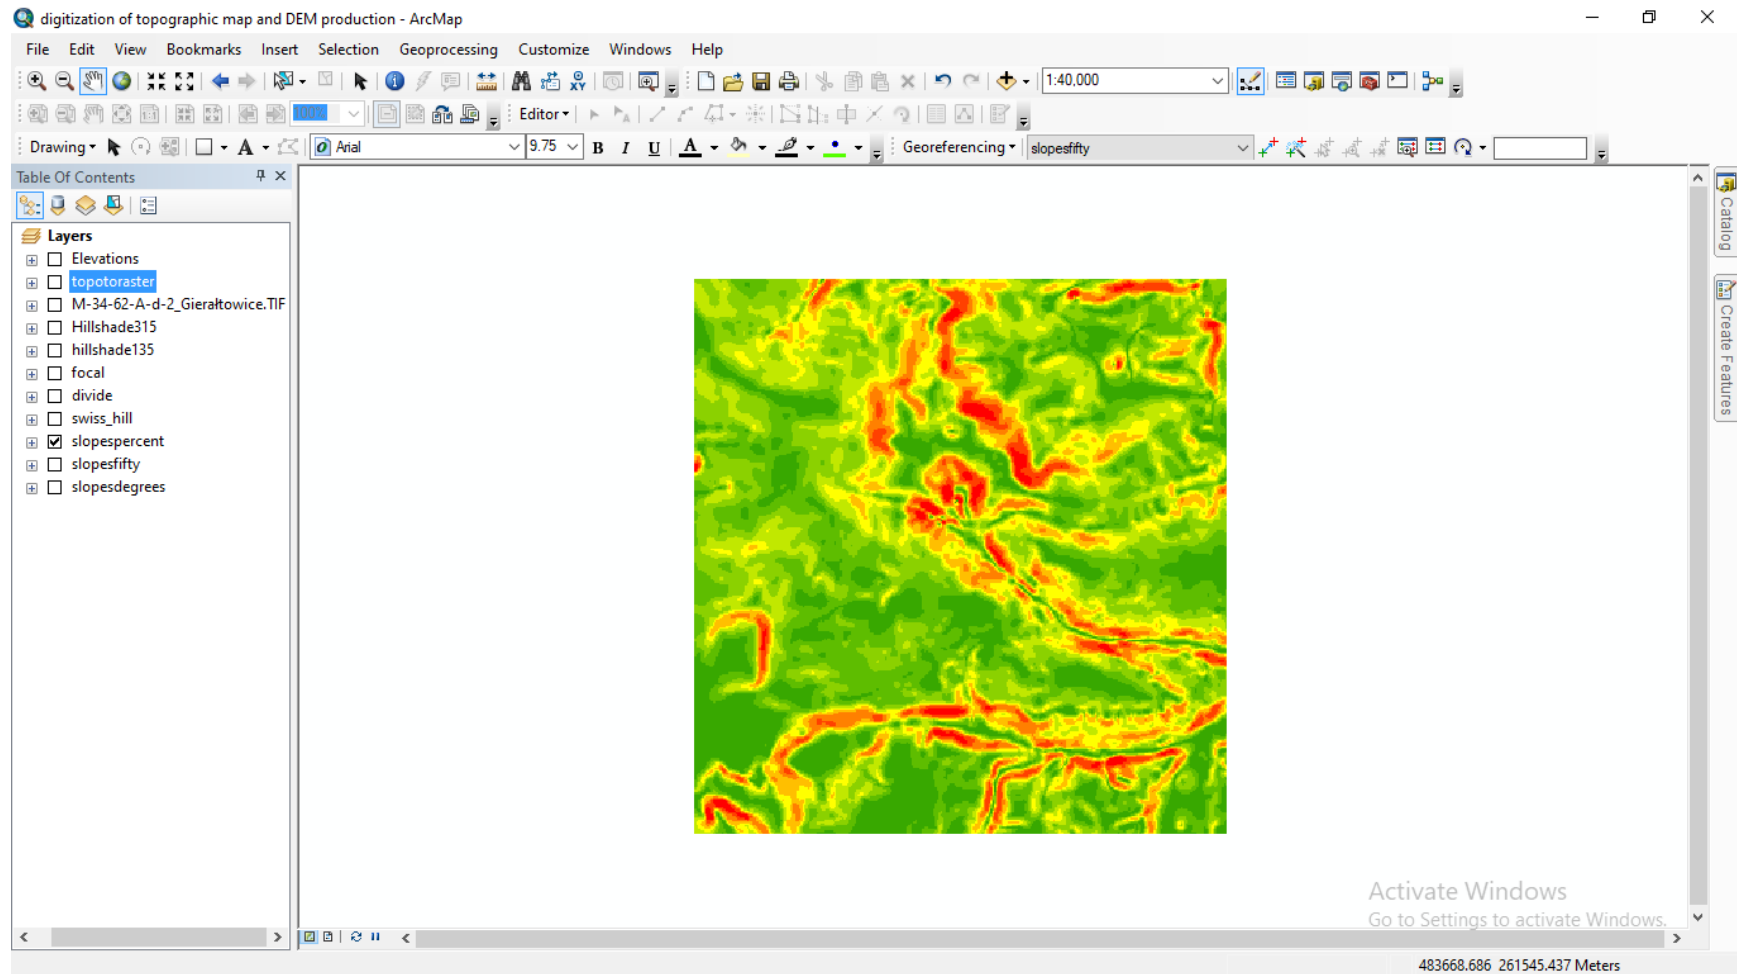 digitization of topographic map and DEM production - ArcMap
File Edit View Bookmarks Insert Selection Geoprocessing Customize Windows Help
1:40,000
100% Editor
Drawing A Arial 9.75 B I U A Georeferencing slopesfifty
Table Of Contents
Layers
Elevations
topotoraster
M-34-62-A-d-2_Gierałtowice.TIF
Hillshade315
hillshade135
focal
divide
swiss_hill
slopespercent
slopesfifty
slopesdegrees
Catalog
Create Features
Activate Windows
Go to Settings to activate Windows.
483668.686 261545.437 Meters